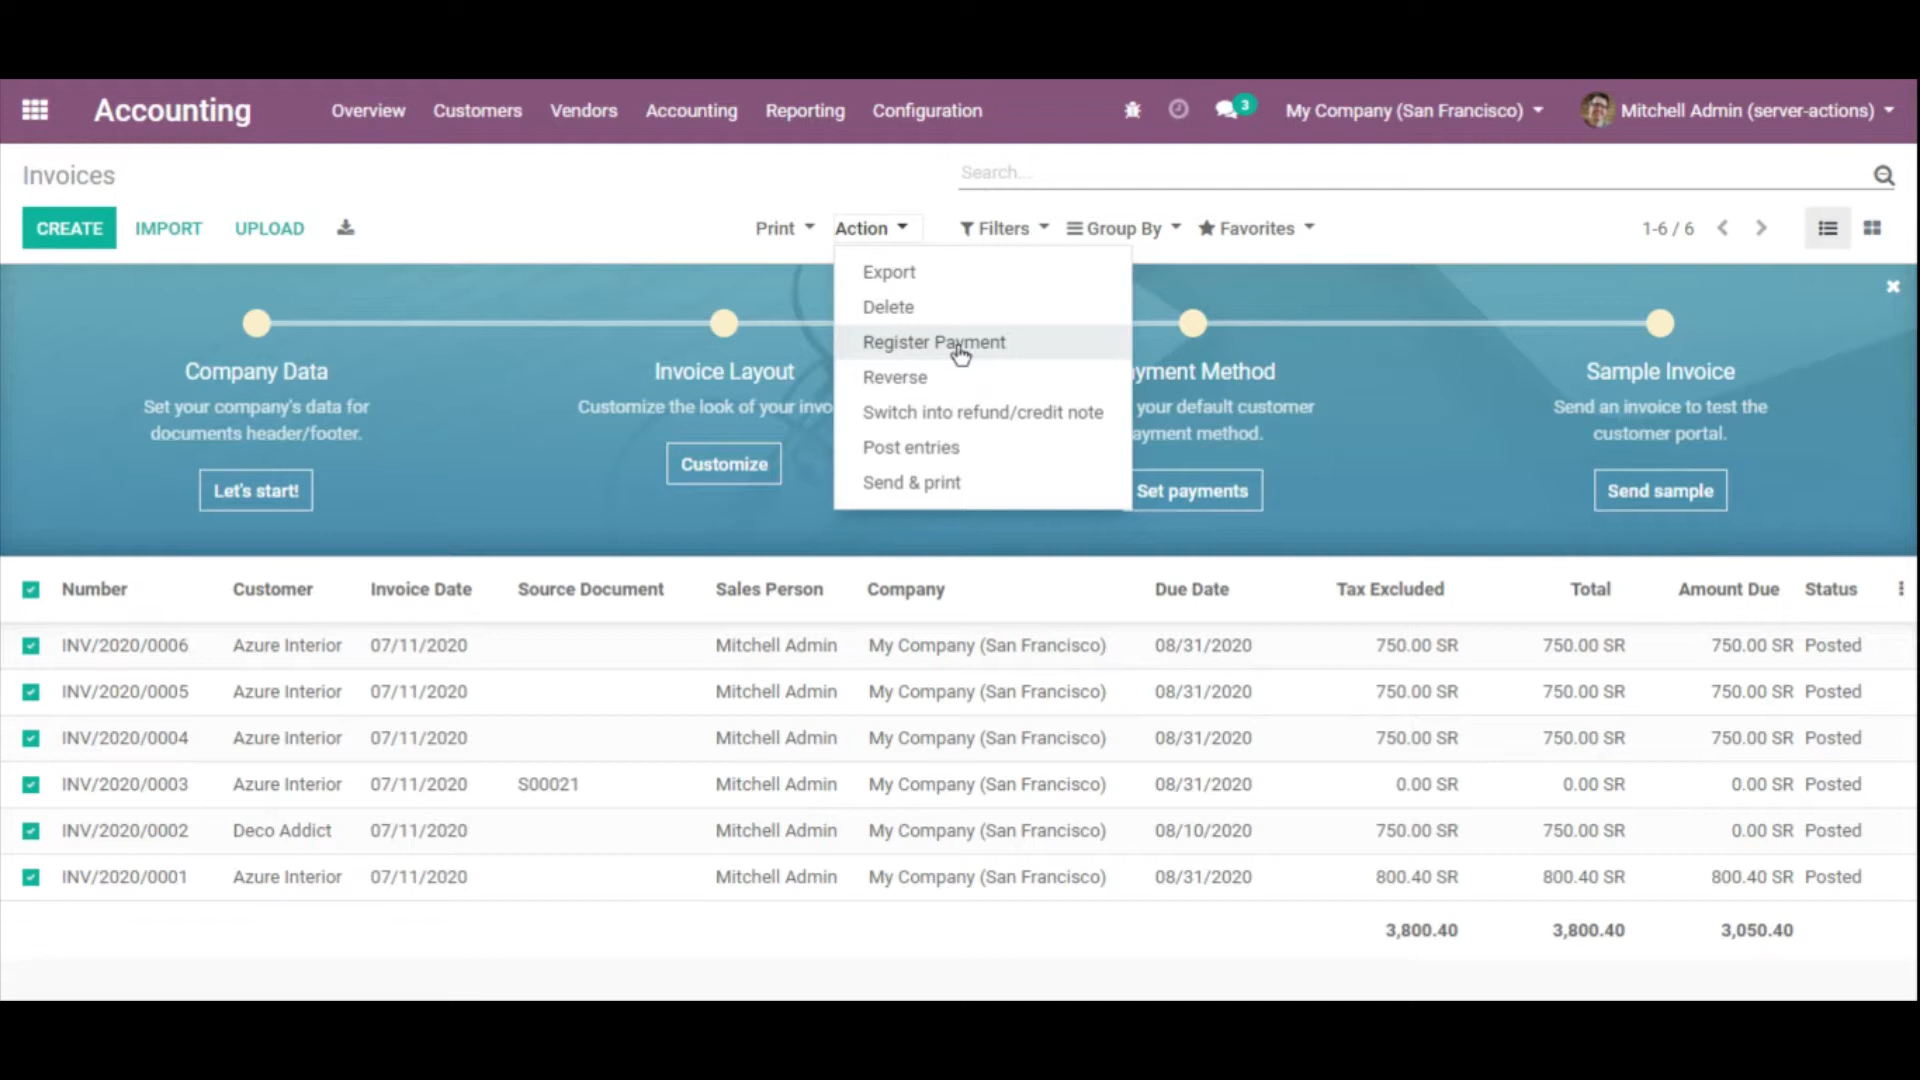 Accounting Overview Customers Vendors Accounting Reporting Configuration 3 My Company (San Francisco) Mitchell Admin (server-actions)
Invoices Search...
CREATE IMPORT UPLOAD Print Action Filters Group By Favorites 1-6 / 6
Export
Delete
Register Payment
Reverse
Switch into refund/credit note
Post entries
Send & print
Company Data Invoice Layout yment Method Sample Invoice
Set your company's data for Customize the look of your invo your default customer Send an invoice to test the
documents header/footer. ayment method. customer portal.
Let's start! Customize Set payments Send sample
Number Customer Invoice Date Source Document Sales Person Company Due Date Tax Excluded Total Amount Due Status
INV/2020/0006 Azure Interior 07/11/2020 Mitchell Admin My Company (San Francisco) 08/31/2020 750.00 SR 750.00 SR 750.00 SR Posted
INV/2020/0005 Azure Interior 07/11/2020 Mitchell Admin My Company (San Francisco) 08/31/2020 750.00 SR 750.00 SR 750.00 SR Posted
INV/2020/0004 Azure Interior 07/11/2020 Mitchell Admin My Company (San Francisco) 08/31/2020 750.00 SR 750.00 SR 750.00 SR Posted
INV/2020/0003 Azure Interior 07/11/2020 S00021 Mitchell Admin My Company (San Francisco) 08/31/2020 0.00 SR 0.00 SR 0.00 SR Posted
INV/2020/0002 Deco Addict 07/11/2020 Mitchell Admin My Company (San Francisco) 08/10/2020 750.00 SR 750.00 SR 0.00 SR Posted
INV/2020/0001 Azure Interior 07/11/2020 Mitchell Admin My Company (San Francisco) 08/31/2020 800.40 SR 800.40 SR 800.40 SR Posted
3,800.40 3,800.40 3,050.40